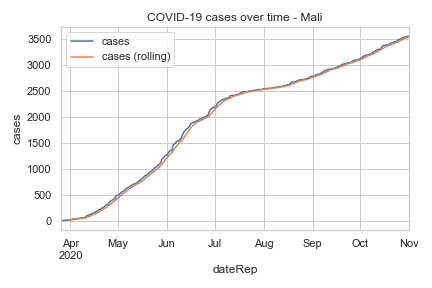 COVID-19 cases over time - Mali
cases
cases (rolling)
3500
3000
2500
2000
1500
1000
500
0
cases
Apr May Jun Jul Aug Sep Oct Nov
2020
dateRep